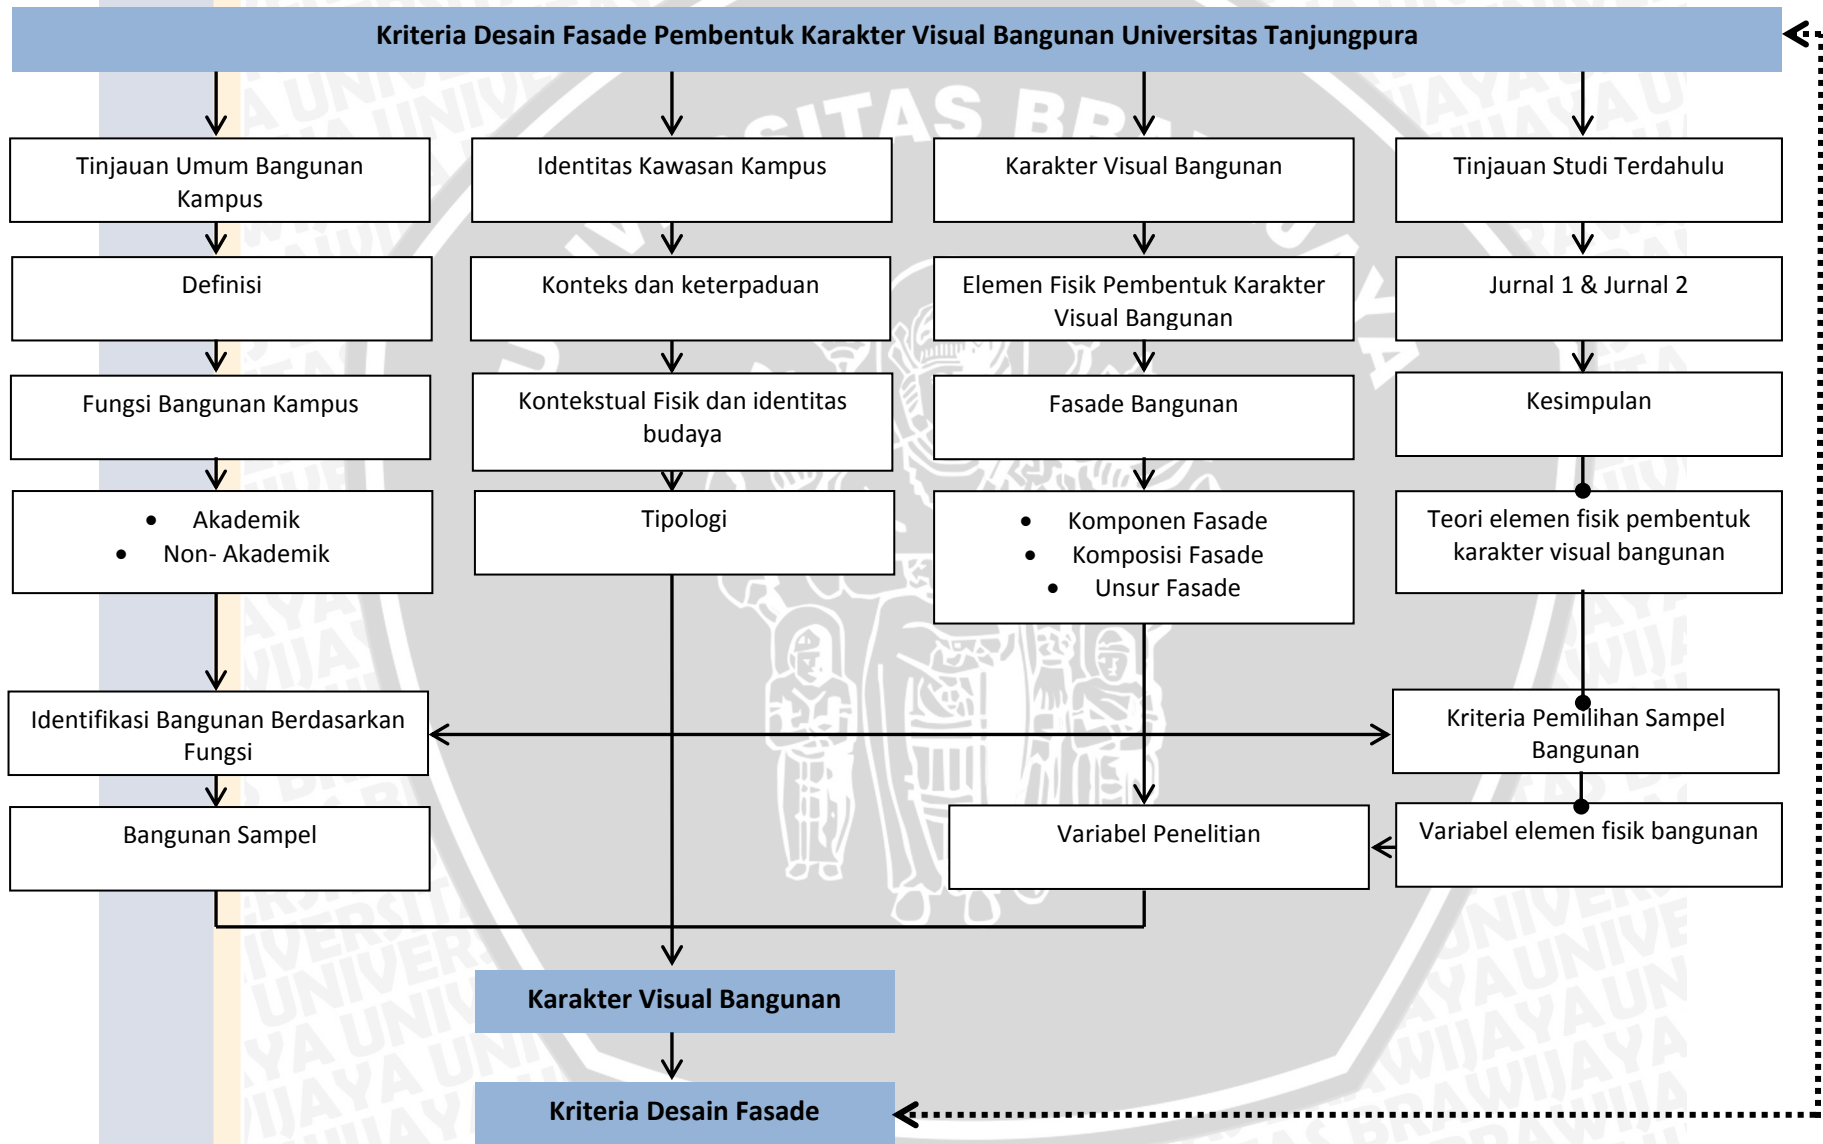 Kriteria Desain Fasade Pembentuk Karakter Visual Bangunan Universitas Tanjungpura
Tinjauan Umum Bangunan
Kampus
Identitas Kawasan Kampus
Karakter Visual Bangunan
Tinjauan Studi Terdahulu
Definisi
Konteks dan keterpaduan
Elemen Fisik Pembentuk Karakter
Visual Bangunan
Jurnal 1 & Jurnal 2
Fungsi Bangunan Kampus
Kontekstual Fisik dan identitas
budaya
Fasade Bangunan
Kesimpulan
• Akademik
• Non- Akademik
Tipologi
• Komponen Fasade
• Komposisi Fasade
• Unsur Fasade
Teori elemen fisik pembentuk
karakter visual bangunan
Identifikasi Bangunan Berdasarkan
Fungsi
Kriteria Pemilihan Sampel
Bangunan
Bangunan Sampel
Variabel Penelitian
Variabel elemen fisik bangunan
Karakter Visual Bangunan
Kriteria Desain Fasade